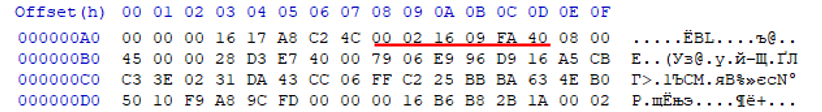 Offset(h) 00 01 02 03 04 05 06 07 08 09 0A 0B 0C 0D 0E 0F
000000A0 00 00 00 16 17 A8 C2 4C 00 02 16 09 FA 40 08 00 .....ЁBL....ъ@..
000000B0 45 00 00 28 D3 E7 40 00 79 06 E9 96 D9 16 A5 CB E..(Уз@.y.й–Щ.ҐЛ
000000C0 C3 3E 02 31 DA 43 CC 06 FF C2 25 BB BA 63 4E B0 Г>.1ЪCМ.яВ%»єcN°
000000D0 50 10 F9 A8 9C FD 00 00 00 16 B6 B8 2B 1A 00 02 P.щЁњэ....¶ё+...